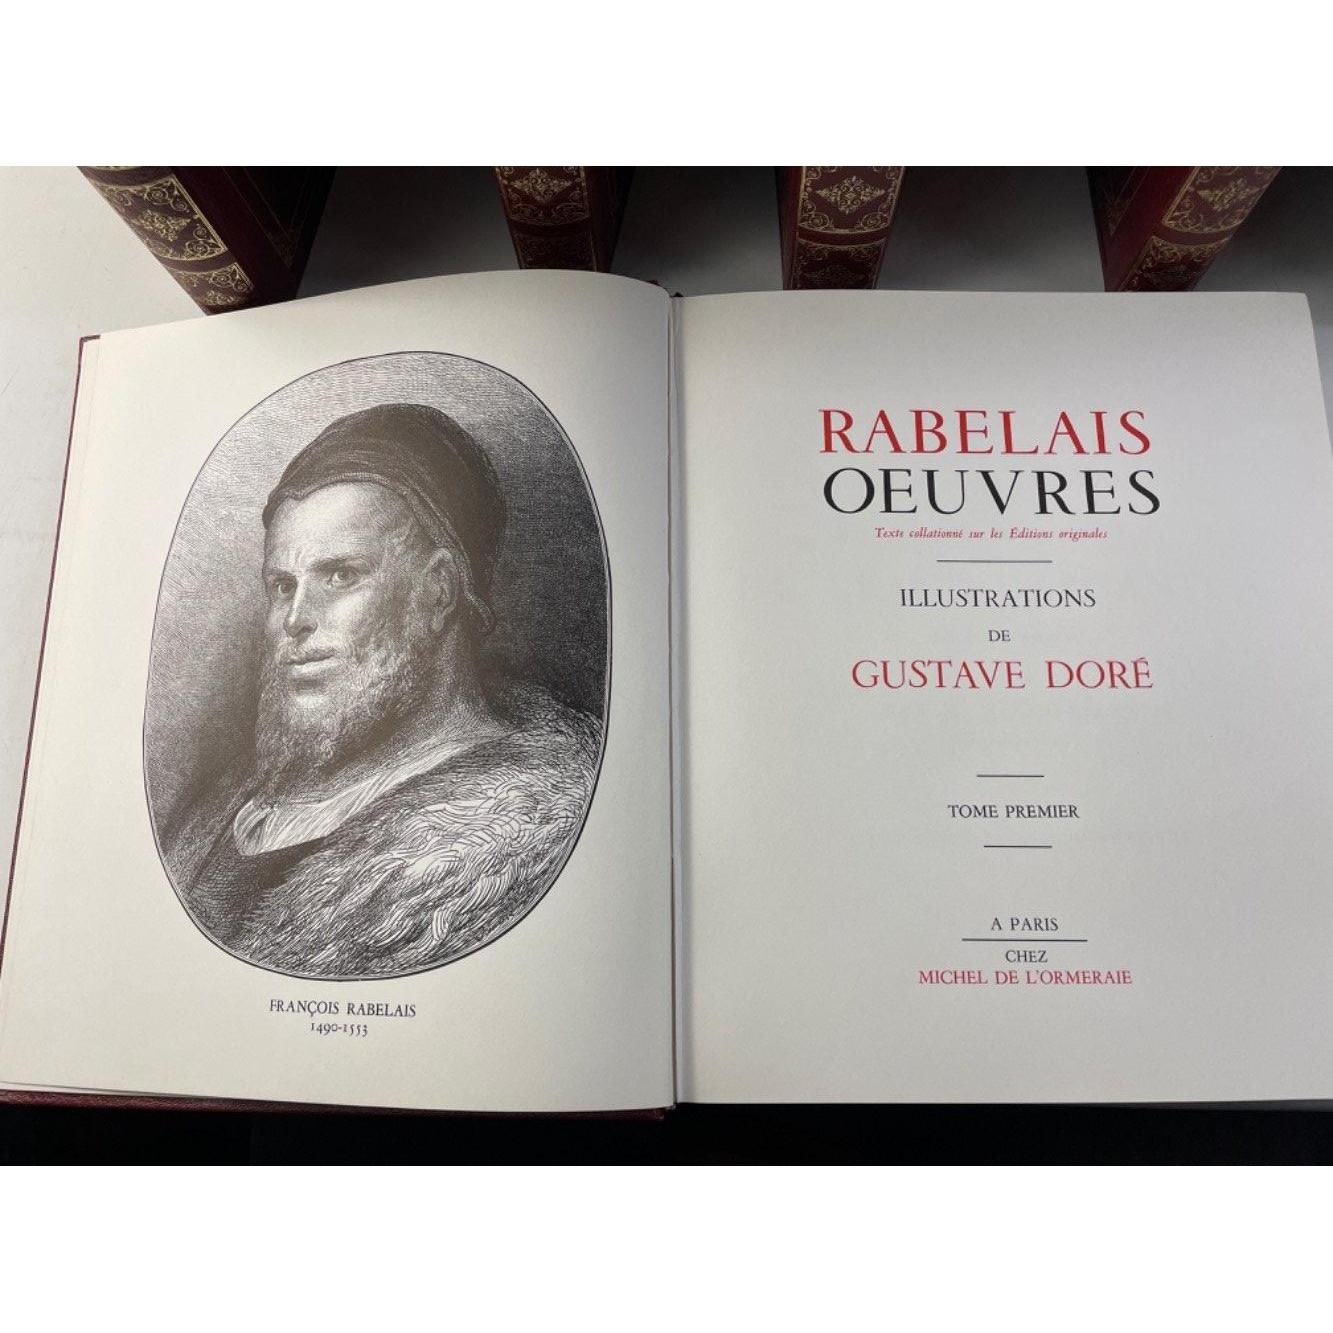 FRANÇOIS RABELAIS
1490-1553
RABELAIS
OEUVRES
Texte collationné sur les Éditions originales
ILLUSTRATIONS
DE
GUSTAVE DORÉ
TOME PREMIER
A PARIS
CHEZ
MICHEL DE L'ORMERAIE